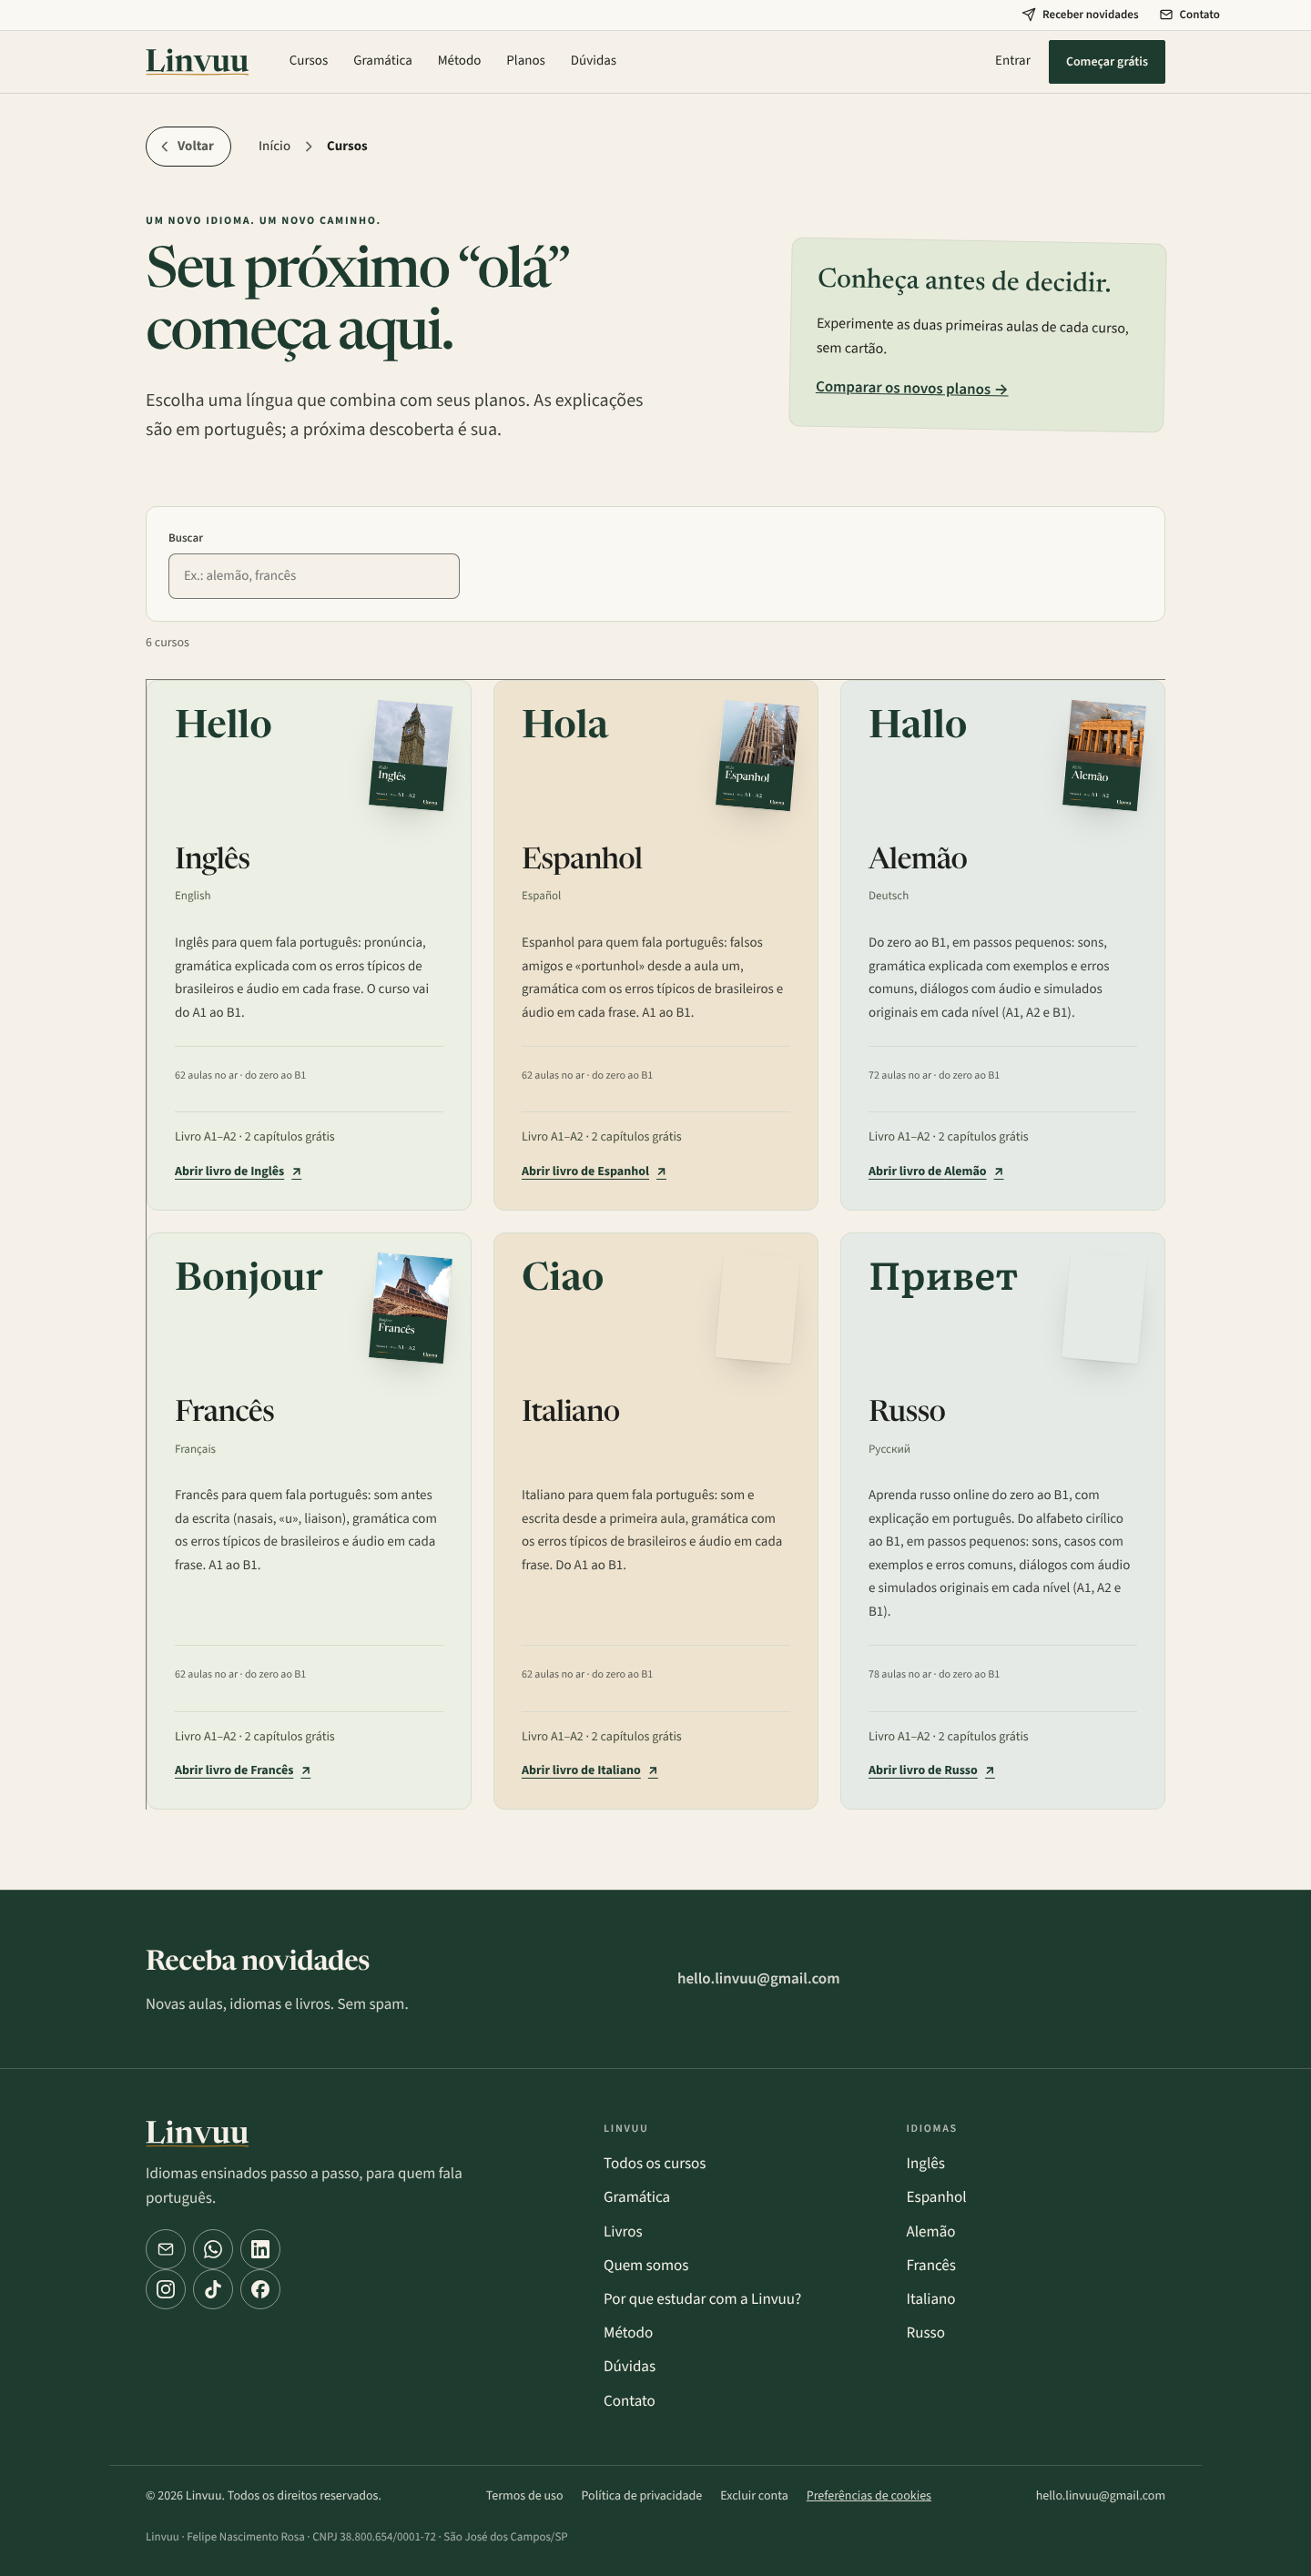 Receber novidades
Contato
Linvuu
Cursos
Gramática
Método
Planos
Dúvidas
Entrar
Começar grátis
Voltar
Início
Cursos
UM NOVO IDIOMA. UM NOVO CAMINHO.
Seu próximo “olá”
começa aqui.
Escolha uma língua que combina com seus planos. As explicações
são em português; a próxima descoberta é sua.
Conheça antes de decidir.
Experimente as duas primeiras aulas de cada curso,
sem cartão.
Comparar os novos planos →
Buscar
Ex.: alemão, francês
6 cursos
Hello
Inglês
A1 · A2
Linvuu
Inglês
English
Inglês para quem fala português: pronúncia,
gramática explicada com os erros típicos de
brasileiros e áudio em cada frase. O curso vai
do A1 ao B1.
62 aulas no ar · do zero ao B1
Livro A1–A2 · 2 capítulos grátis
Abrir livro de Inglês
Hola
Espanhol
A1 · A2
Linvuu
Espanhol
Español
Espanhol para quem fala português: falsos
amigos e «portunhol» desde a aula um,
gramática com os erros típicos de brasileiros e
áudio em cada frase. A1 ao B1.
62 aulas no ar · do zero ao B1
Livro A1–A2 · 2 capítulos grátis
Abrir livro de Espanhol
Hallo
Alemão
A1 · A2
Linvuu
Alemão
Deutsch
Do zero ao B1, em passos pequenos: sons,
gramática explicada com exemplos e erros
comuns, diálogos com áudio e simulados
originais em cada nível (A1, A2 e B1).
72 aulas no ar · do zero ao B1
Livro A1–A2 · 2 capítulos grátis
Abrir livro de Alemão
Bonjour
Francês
A1 · A2
Linvuu
Francês
Français
Francês para quem fala português: som antes
da escrita (nasais, «u», liaison), gramática com
os erros típicos de brasileiros e áudio em cada
frase. A1 ao B1.
62 aulas no ar · do zero ao B1
Livro A1–A2 · 2 capítulos grátis
Abrir livro de Francês
Ciao
Italiano
Italiano para quem fala português: som e
escrita desde a primeira aula, gramática com
os erros típicos de brasileiros e áudio em cada
frase. Do A1 ao B1.
62 aulas no ar · do zero ao B1
Livro A1–A2 · 2 capítulos grátis
Abrir livro de Italiano
Привет
Russo
Русский
Aprenda russo online do zero ao B1, com
explicação em português. Do alfabeto cirílico
ao B1, em passos pequenos: sons, casos com
exemplos e erros comuns, diálogos com áudio
e simulados originais em cada nível (A1, A2 e
B1).
78 aulas no ar · do zero ao B1
Livro A1–A2 · 2 capítulos grátis
Abrir livro de Russo
Receba novidades
Novas aulas, idiomas e livros. Sem spam.
hello.linvuu@gmail.com
Linvuu
Idiomas ensinados passo a passo, para quem fala
português.
LINVUU
Todos os cursos
Gramática
Livros
Quem somos
Por que estudar com a Linvuu?
Método
Dúvidas
Contato
IDIOMAS
Inglês
Espanhol
Alemão
Francês
Italiano
Russo
© 2026 Linvuu. Todos os direitos reservados.
Termos de uso
Política de privacidade
Excluir conta
Preferências de cookies
hello.linvuu@gmail.com
Linvuu · Felipe Nascimento Rosa · CNPJ 38.800.654/0001-72 · São José dos Campos/SP